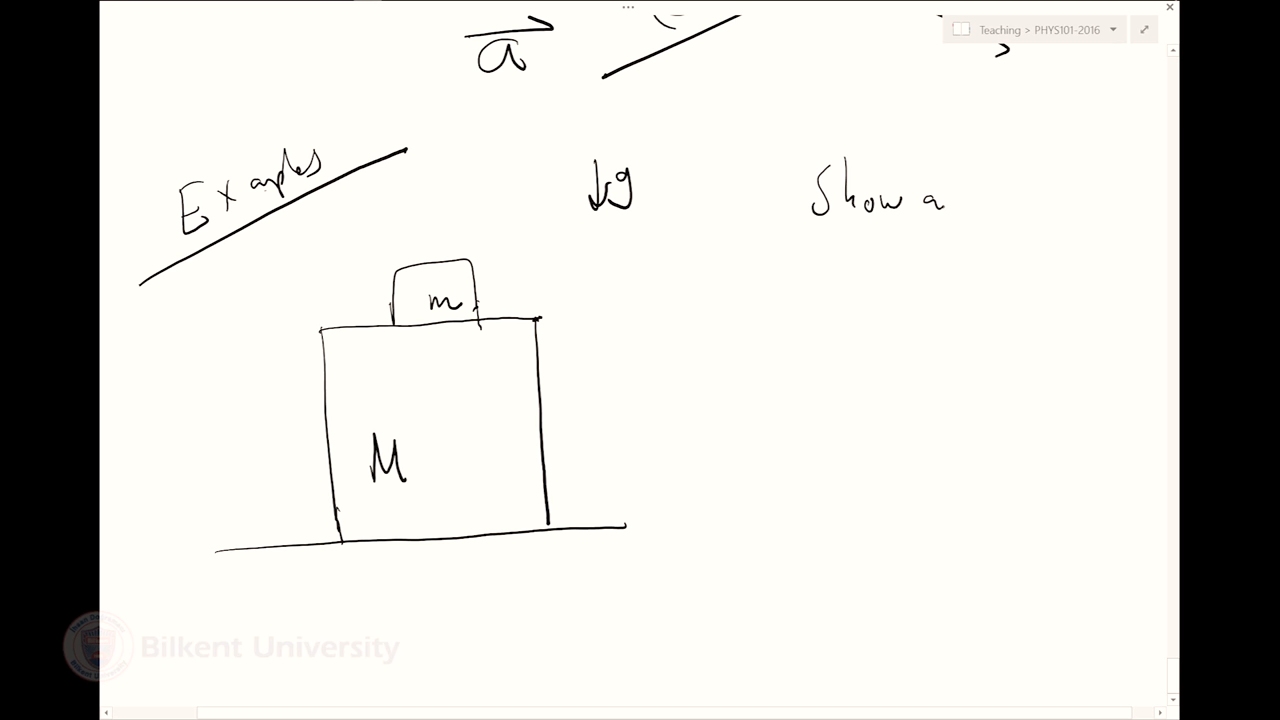 Teaching > PHYS101-2016
a
Examples
↓g
Show a
m
M
Bilkent University